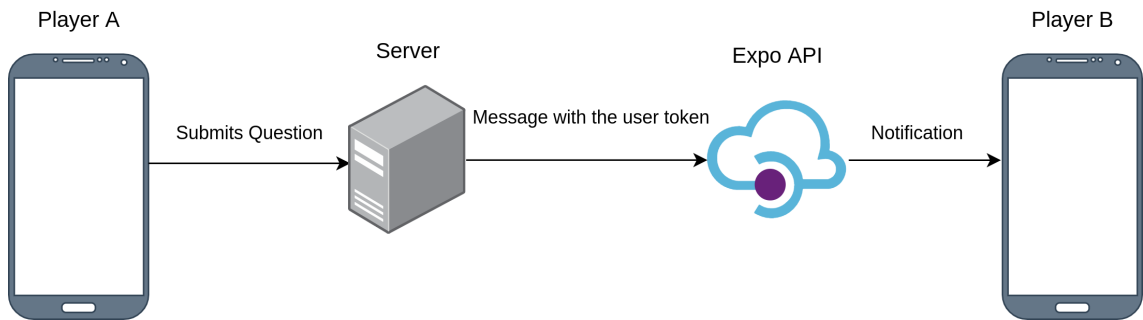 Player A
Server
Expo API
Player B
Submits Question
Message with the user token
Notification